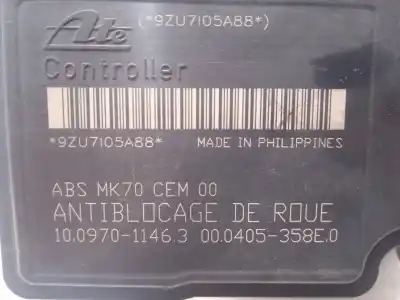 Ate (*9ZU7105A88*)
Controller
*9ZU7105A88* MADE IN PHILIPPINES
ABS MK70 CEM 00
ANTIBLOCAGE DE ROUE
10.0970-1146.3 00.0405-358E.0